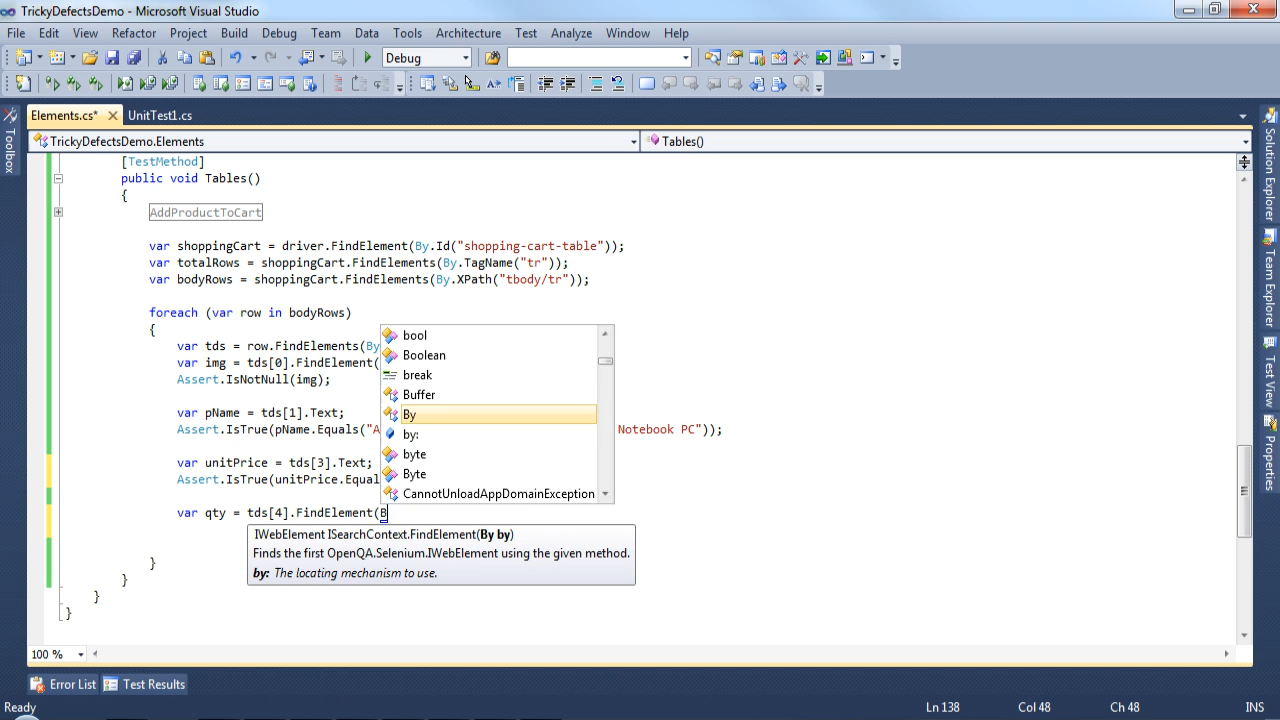 TrickyDefectsDemo - Microsoft Visual Studio
File Edit View Refactor Project Build Debug Team Data Tools Architecture Test Analyze Window Help
Debug
Elements.cs* UnitTest1.cs
TrickyDefectsDemo.Elements Tables()
Toolbox
Solution Explorer
Team Explorer
Test View
Properties
[TestMethod]
public void Tables()
{
AddProductToCart
var shoppingCart = driver.FindElement(By.Id("shopping-cart-table"));
var totalRows = shoppingCart.FindElements(By.TagName("tr"));
var bodyRows = shoppingCart.FindElements(By.XPath("tbody/tr"));
foreach (var row in bodyRows)
{
var tds = row.FindElements(By
var img = tds[0].FindElement(
Assert.IsNotNull(img);
var pName = tds[1].Text;
Assert.IsTrue(pName.Equals("A Notebook PC"));
var unitPrice = tds[3].Text;
Assert.IsTrue(unitPrice.Equal
var qty = tds[4].FindElement(B
}
}
}
}
bool
Boolean
break
Buffer
By
by:
byte
Byte
CannotUnloadAppDomainException
IWebElement ISearchContext.FindElement(By by)
Finds the first OpenQA.Selenium.IWebElement using the given method.
by: The locating mechanism to use.
100 %
Error List Test Results
Ready Ln 138 Col 48 Ch 48 INS